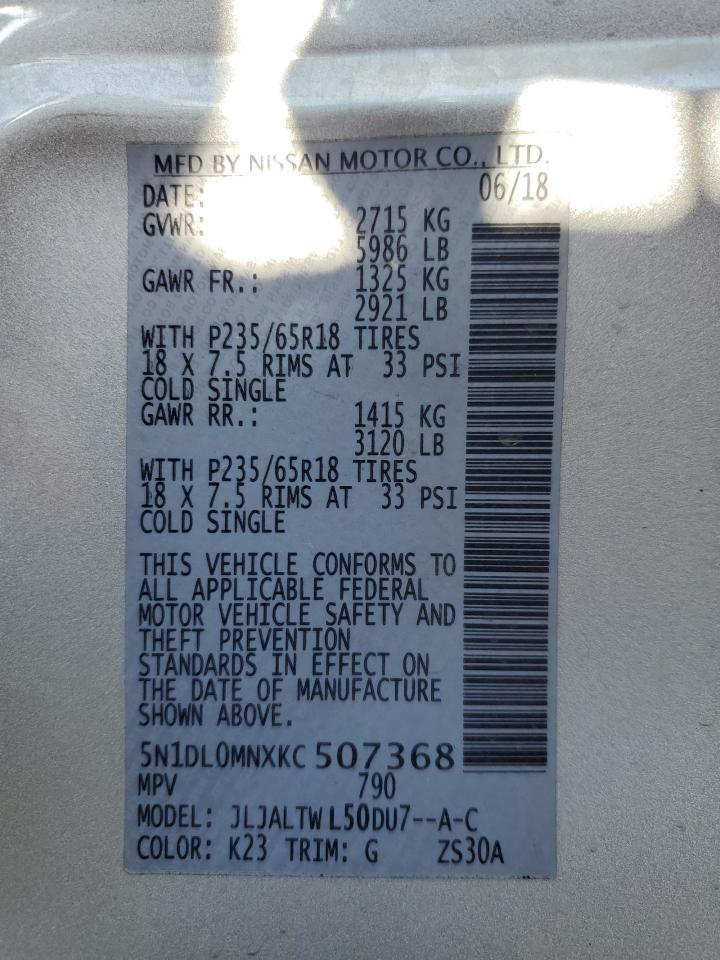 MFD BY NISSAN MOTOR CO., LTD.
DATE: 06/18
GVWR: 2715 KG
5986 LB
GAWR FR.: 1325 KG
2921 LB
WITH P235/65R18 TIRES
18 X 7.5 RIMS AT 33 PSI
COLD SINGLE
GAWR RR.: 1415 KG
3120 LB
WITH P235/65R18 TIRES
18 X 7.5 RIMS AT 33 PSI
COLD SINGLE
THIS VEHICLE CONFORMS TO
ALL APPLICABLE FEDERAL
MOTOR VEHICLE SAFETY AND
THEFT PREVENTION
STANDARDS IN EFFECT ON
THE DATE OF MANUFACTURE
SHOWN ABOVE.
5N1DL0MNXKC507368
MPV 790
MODEL: JLJALTWL50DU7--A-C
COLOR: K23 TRIM: G ZS30A